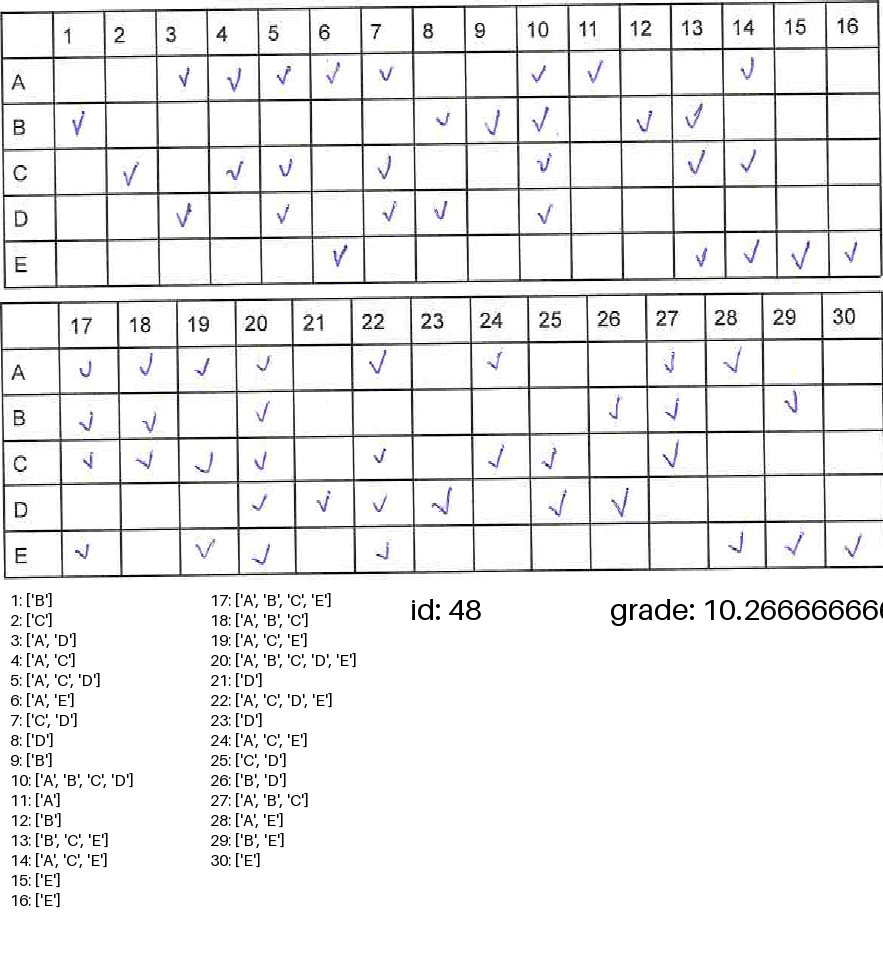 1 2 3 4 5 6 7 8 9 10 11 12 13 14 15 16
A √ √ √ √ √ √ √ √
B √ √ √ √ √ √
C √ √ √ √ √ √ √
D √ √ √ √ √
E √ √ √ √ √
17 18 19 20 21 22 23 24 25 26 27 28 29 30
A √ √ √ √ √ √ √ √
B √ √ √ √ √ √
C √ √ √ √ √ √ √ √
D √ √ √ √ √ √
E √ √ √ √ √ √ √
1: ['B']
2: ['C']
3: ['A', 'D']
4: ['A', 'C']
5: ['A', 'C', 'D']
6: ['A', 'E']
7: ['C', 'D']
8: ['D']
9: ['B']
10: ['A', 'B', 'C', 'D']
11: ['A']
12: ['B']
13: ['B', 'C', 'E']
14: ['A', 'C', 'E']
15: ['E']
16: ['E']
17: ['A', 'B', 'C', 'E']
18: ['A', 'B', 'C']
19: ['A', 'C', 'E']
20: ['A', 'B', 'C', 'D', 'E']
21: ['D']
22: ['A', 'C', 'D', 'E']
23: ['D']
24: ['A', 'C', 'E']
25: ['C', 'D']
26: ['B', 'D']
27: ['A', 'B', 'C']
28: ['A', 'E']
29: ['B', 'E']
30: ['E']
id: 48
grade: 10.266666666